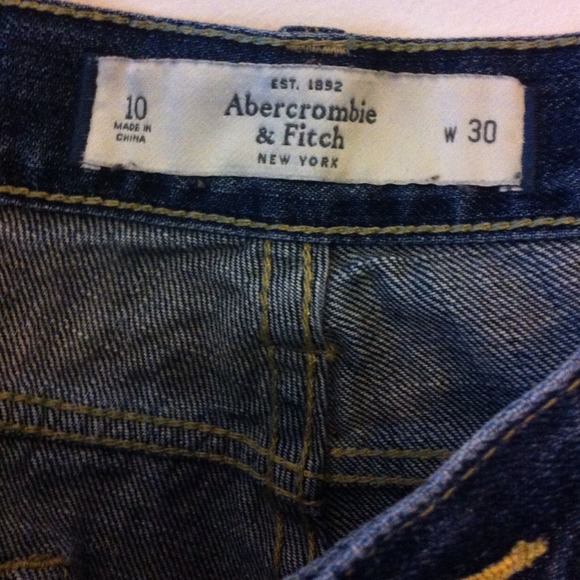 10
MADE IN
CHINA
EST. 1892
Abercrombie
& Fitch
NEW YORK
W 30